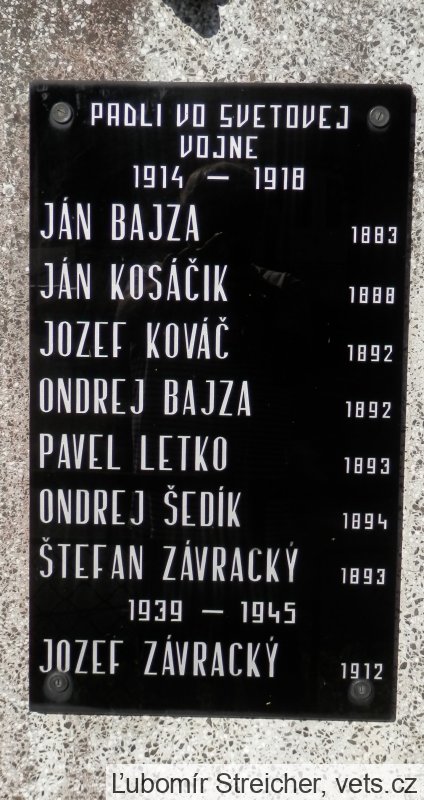 PADLI VO SVETOVEJ
VOJNE
1914 — 1918
JÁN BAJZA 1883
JÁN KOSÁČIK 1888
JOZEF KOVÁČ 1892
ONDREJ BAJZA 1892
PAVEL LETKO 1893
ONDREJ ŠEDÍK 1894
ŠTEFAN ZÁVRACKÝ 1893
1939 — 1945
JOZEF ZÁVRACKÝ 1912
Ľubomír Streicher, vets.cz